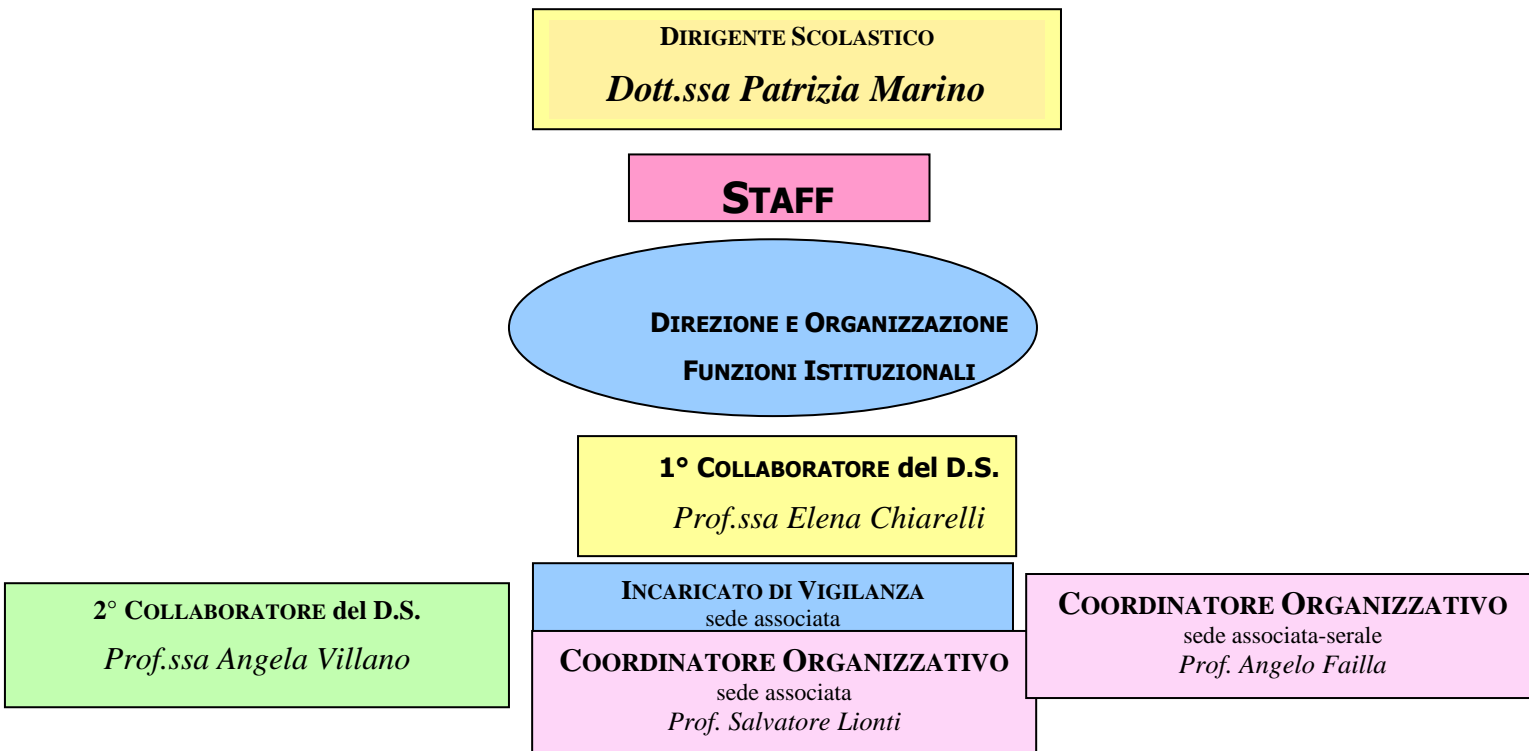 DIRIGENTE SCOLASTICO
Dott.ssa Patrizia Marino
STAFF
DIREZIONE E ORGANIZZAZIONE
FUNZIONI ISTITUZIONALI
1° COLLABORATORE del D.S.
Prof.ssa Elena Chiarelli
2° COLLABORATORE del D.S.
Prof.ssa Angela Villano
INCARICATO DI VIGILANZA
sede associata
COORDINATORE ORGANIZZATIVO
sede associata
Prof. Salvatore Lionti
COORDINATORE ORGANIZZATIVO
sede associata-serale
Prof. Angelo Failla